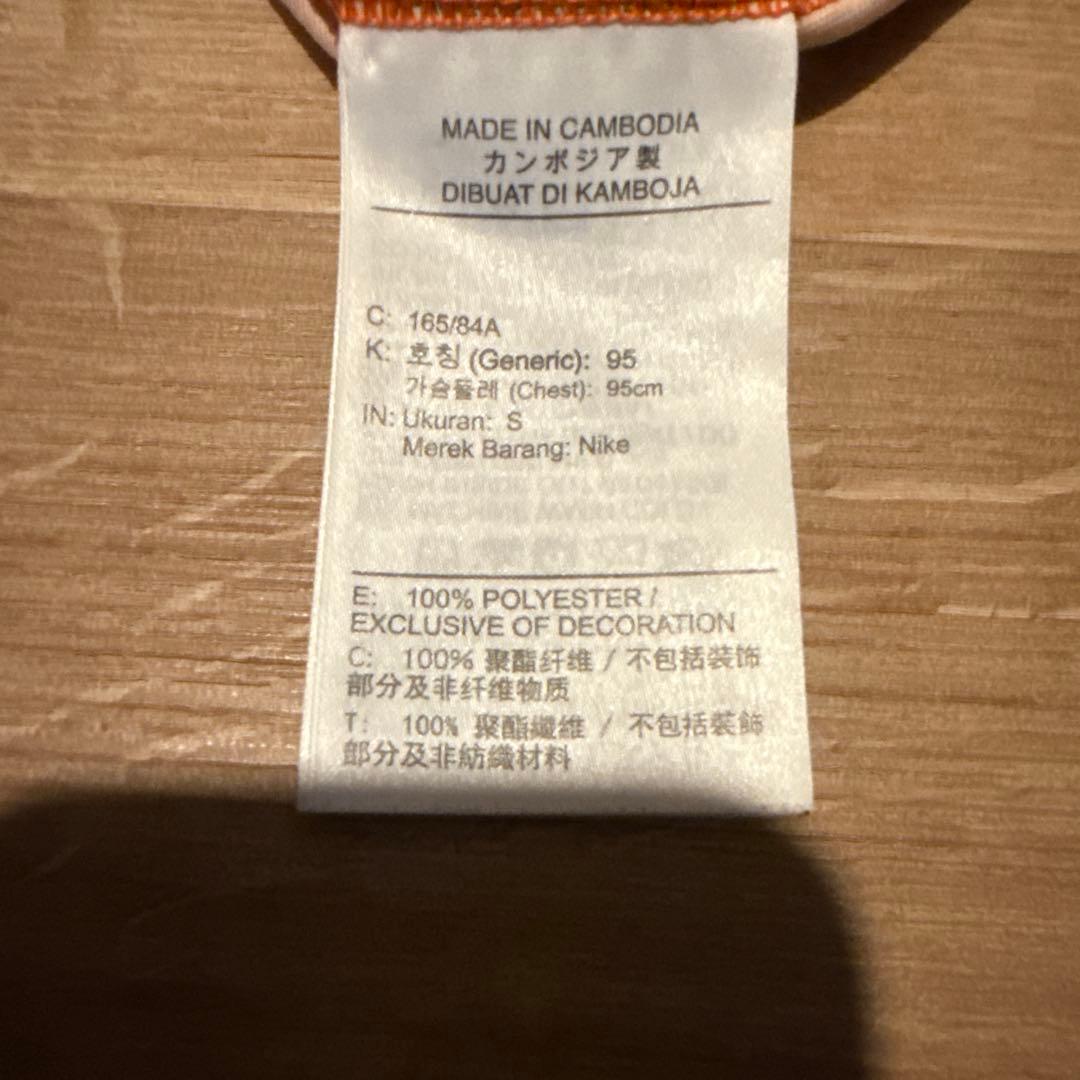 MADE IN CAMBODIA
カンボジア製
DIBUAT DI KAMBOJA
C: 165/84A
K: 호칭 (Generic): 95
가슴둘레 (Chest): 95cm
IN: Ukuran: S
Merek Barang: Nike
E: 100% POLYESTER /
EXCLUSIVE OF DECORATION
C: 100% 聚酯纤维 / 不包括装饰
部分及非纤维物质
T: 100% 聚酯纖維 / 不包括裝飾
部分及非紡織材料